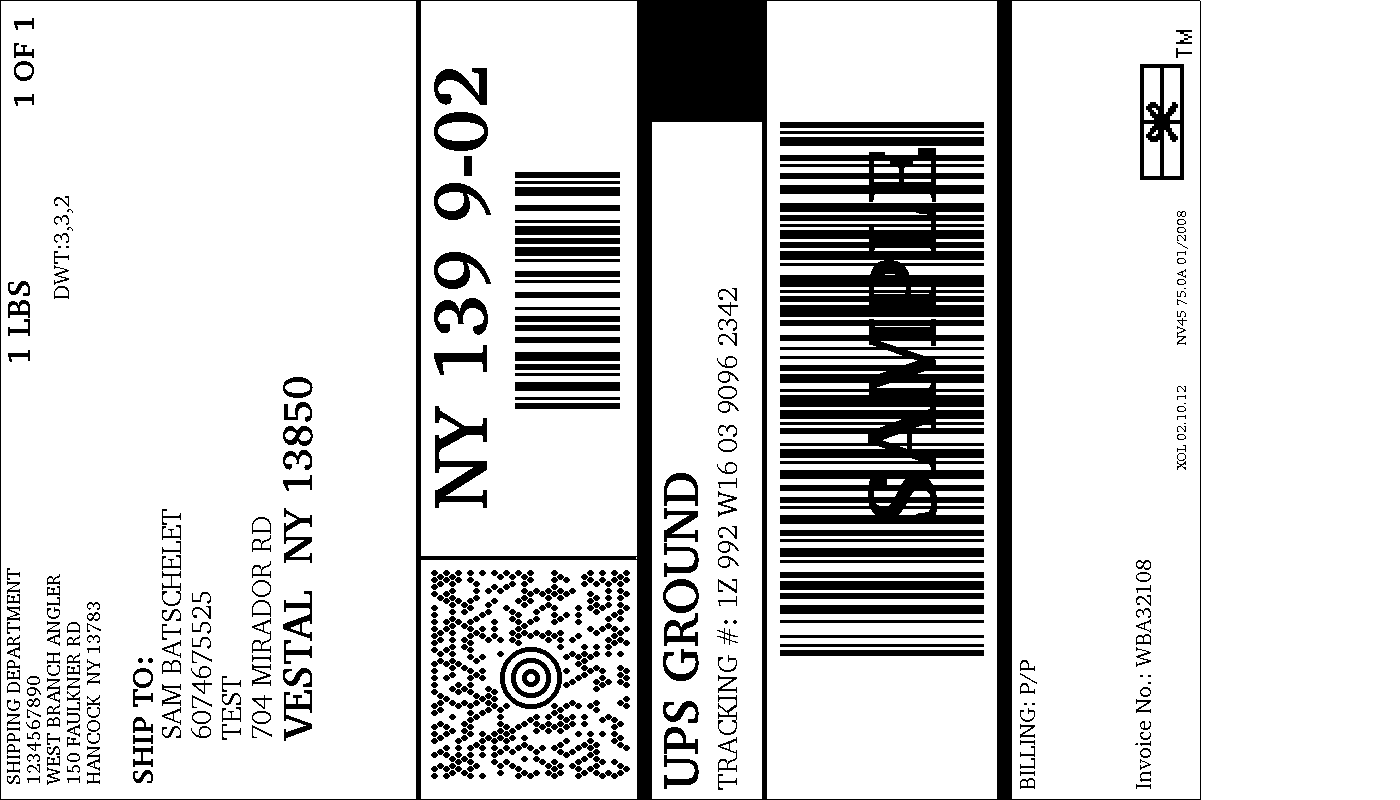 SHIPPING DEPARTMENT
1234567890
WEST BRANCH ANGLER
150 FAULKNER RD
HANCOCK NY 13783
1 LBS
1 OF 1
DWT:3,3,2
SHIP TO:
SAM BATSCHELET
6074675525
TEST
704 MIRADOR RD
VESTAL NY 13850
NY 139 9-02
UPS GROUND
TRACKING #: 1Z 992 W16 03 9096 2342
SAMPLE
BILLING: P/P
Invoice No.: WBA32108
XOL 02.10.12
NV45 75.0A 01/2008
TM